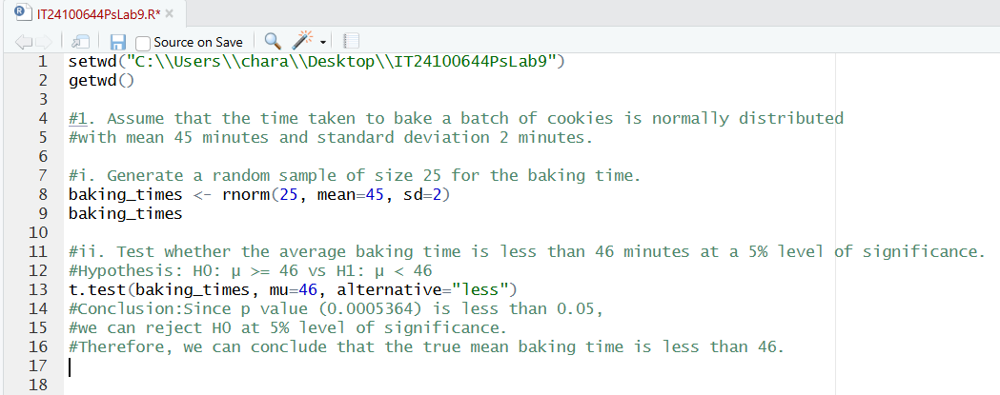 IT24100644PsLab9.R*
Source on Save
1 setwd("C:\\Users\\chara\\Desktop\\IT24100644PsLab9")
2 getwd()
3
4 #1. Assume that the time taken to bake a batch of cookies is normally distributed
5 #with mean 45 minutes and standard deviation 2 minutes.
6
7 #i. Generate a random sample of size 25 for the baking time.
8 baking_times <- rnorm(25, mean=45, sd=2)
9 baking_times
10
11 #ii. Test whether the average baking time is less than 46 minutes at a 5% level of significance.
12 #Hypothesis: H0: μ >= 46 vs H1: μ < 46
13 t.test(baking_times, mu=46, alternative="less")
14 #Conclusion:Since p value (0.0005364) is less than 0.05,
15 #we can reject H0 at 5% level of significance.
16 #Therefore, we can conclude that the true mean baking time is less than 46.
17
18